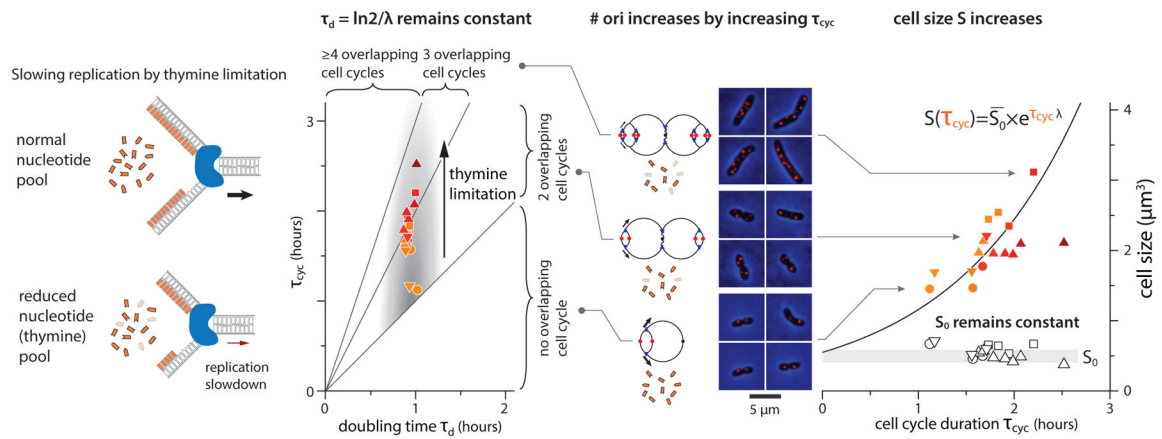 τd = ln2/λ remains constant
# ori increases by increasing τcyc
cell size S increases
Slowing replication by thymine limitation
normal
nucleotide
pool
reduced
nucleotide
(thymine)
pool
replication
slowdown
≥4 overlapping
cell cycles
3 overlapping
cell cycles
2 overlapping
cell cycles
no overlapping
cell cycle
thymine
limitation
τcyc (hours)
3
0
0
1
2
doubling time τd (hours)
5 μm
S(τcyc)=S̅0×e^τcyc λ
S0 remains constant
S0
4
3
2
1
0
cell size (μm³)
0
1
2
3
cell cycle duration τcyc (hours)